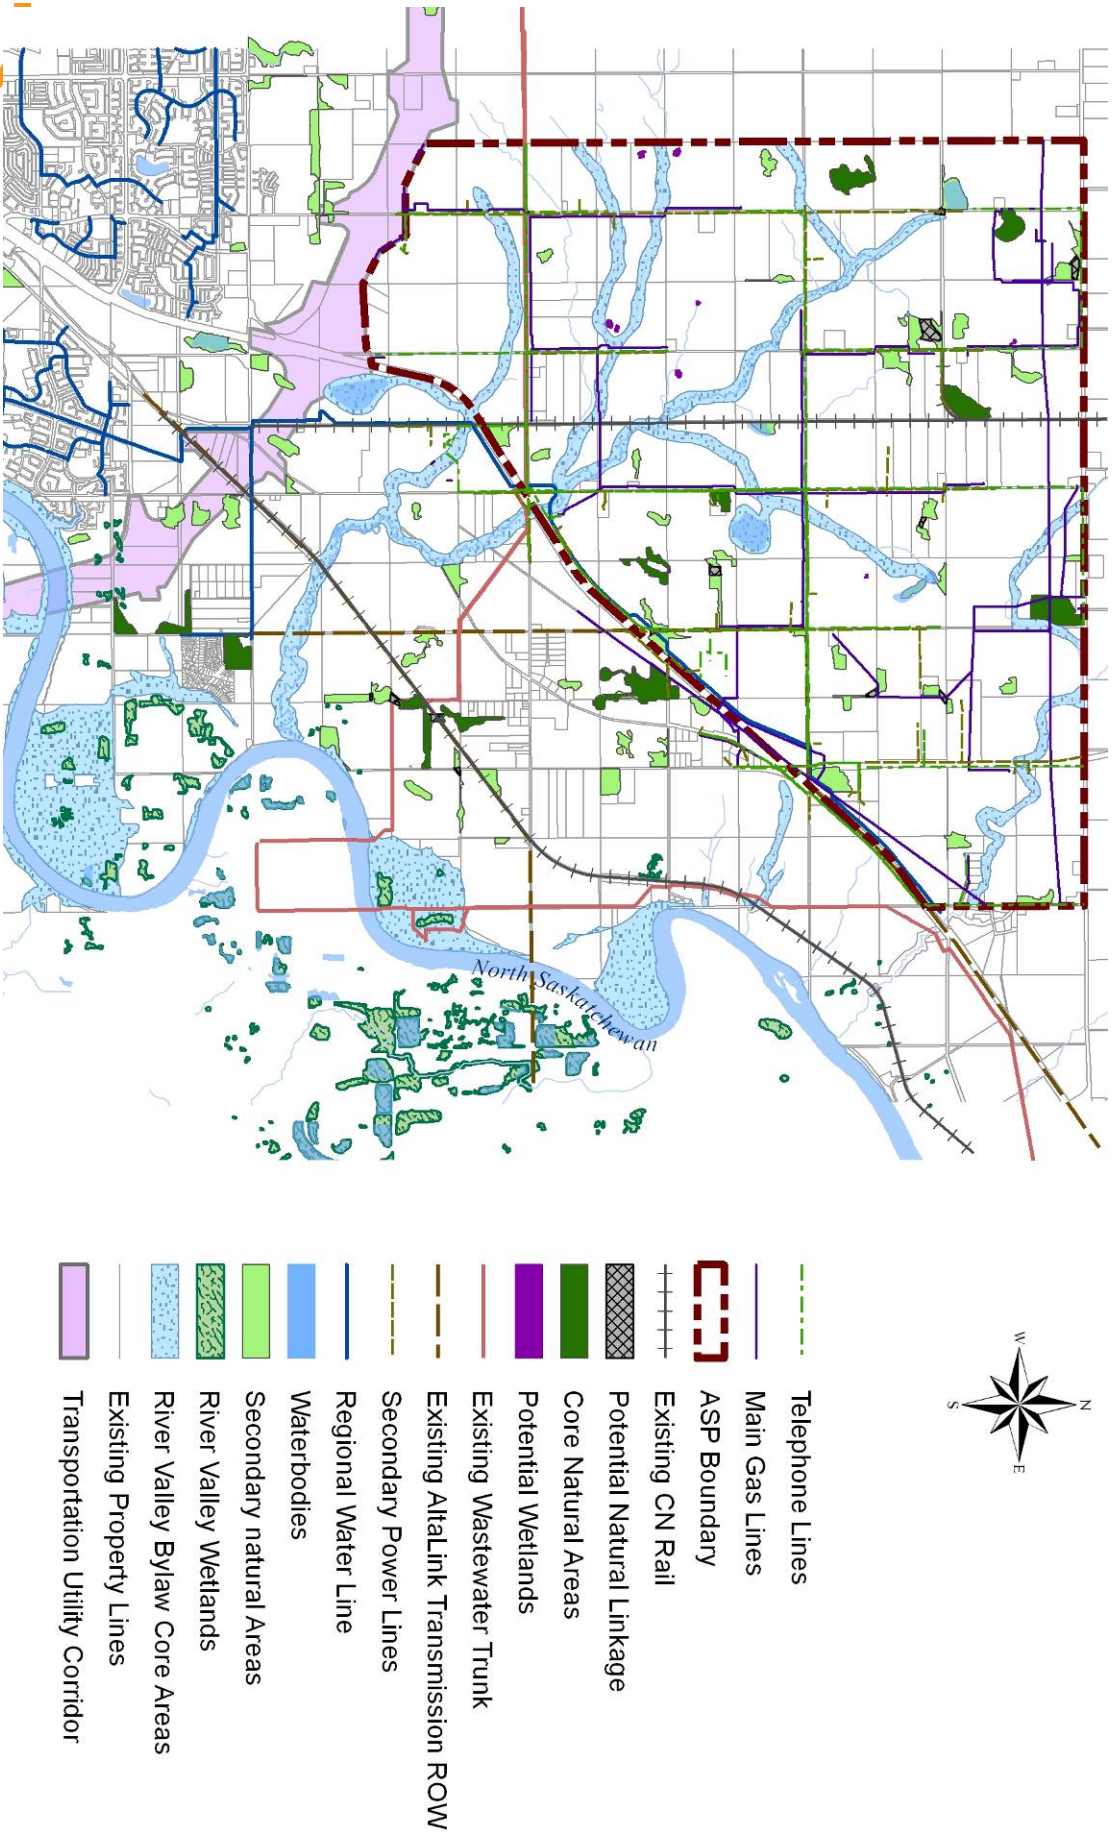 North Saskatchewan
N
W
E
S
Telephone Lines
Main Gas Lines
ASP Boundary
Existing CN Rail
Potential Natural Linkage
Core Natural Areas
Potential Wetlands
Existing Wastewater Trunk
Existing AltaLink Transmission ROW
Secondary Power Lines
Regional Water Line
Waterbodies
Secondary natural Areas
River Valley Wetlands
River Valley Bylaw Core Areas
Existing Property Lines
Transportation Utility Corridor